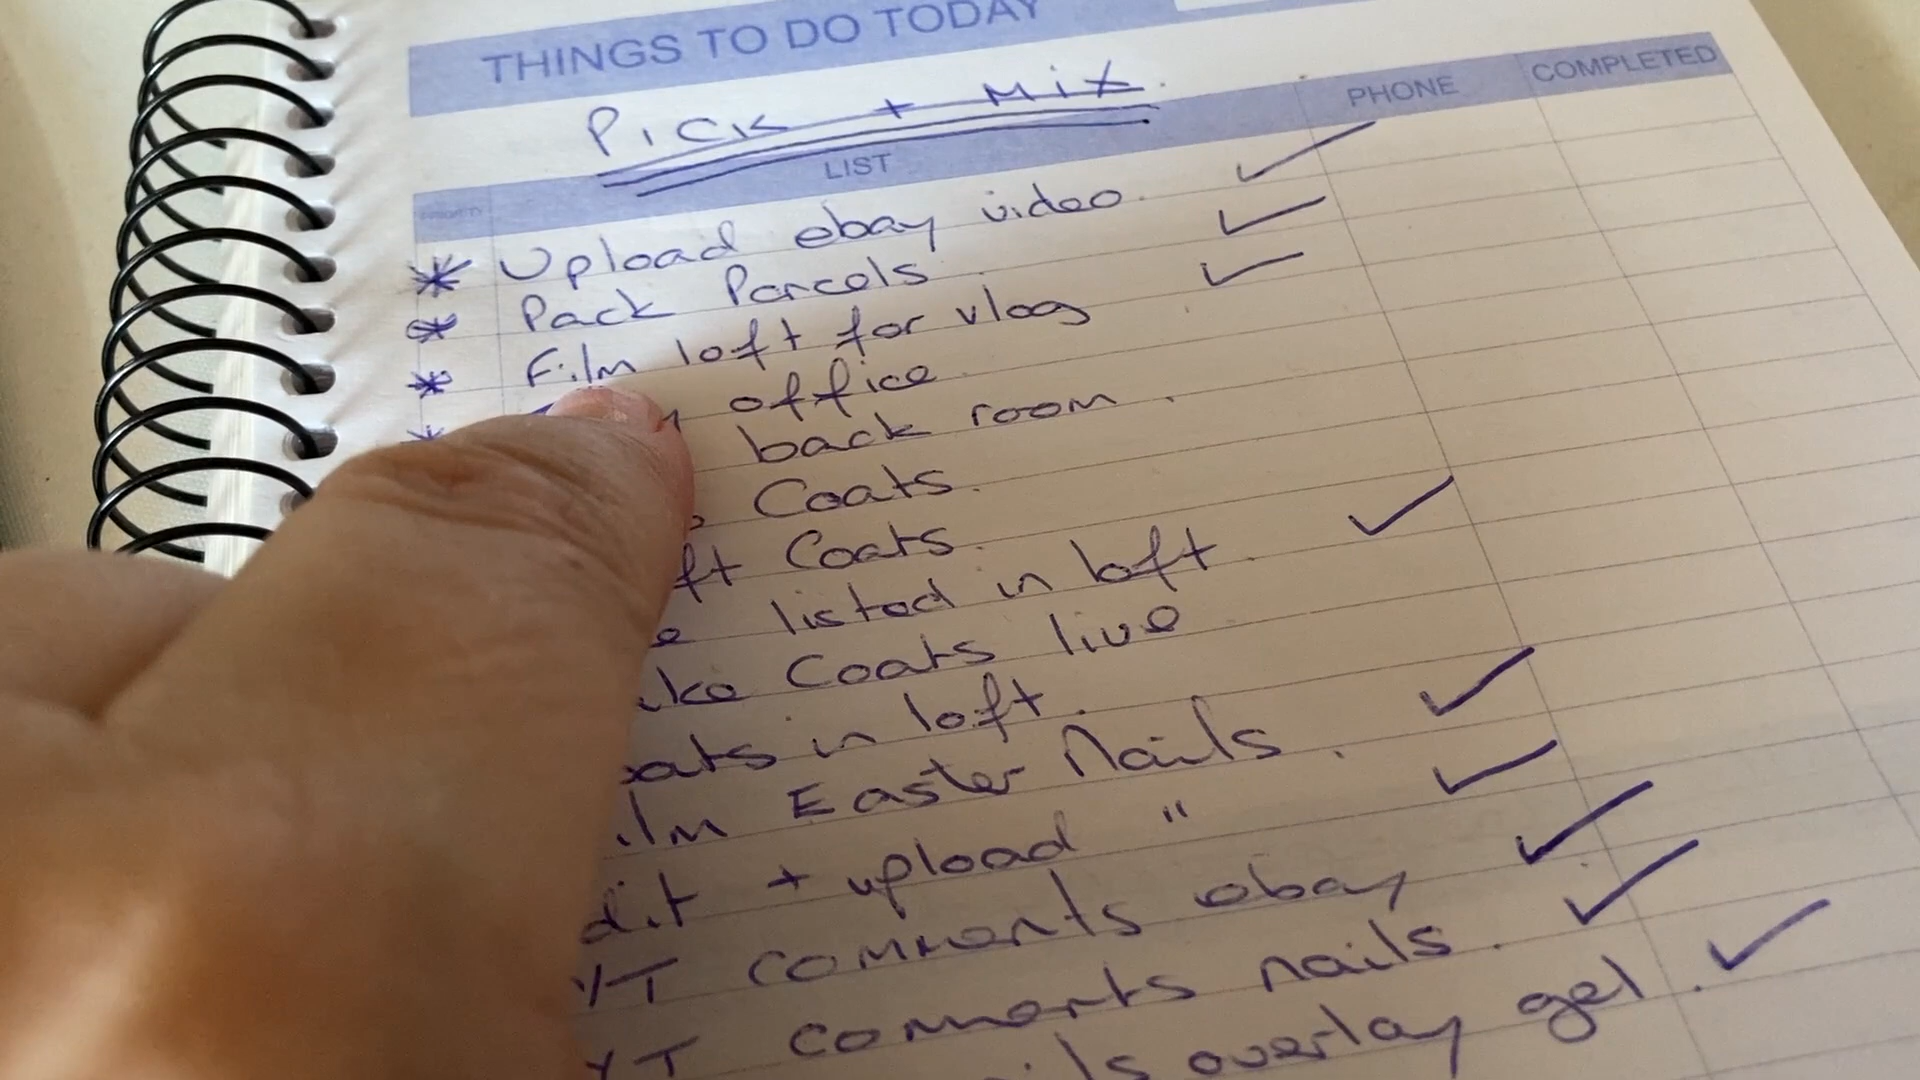 THINGS TO DO TODAY
Pick + Mix
LIST PHONE COMPLETED
* Upload ebay video.
* Pack Parcels
* Film loft for vlog
* office
back room.
Coats.
Coats.
listed in loft.
Coats live
in loft.
Easter Nails.
+ upload "
YT comments ebay
YT comments nails.
overlay gel.